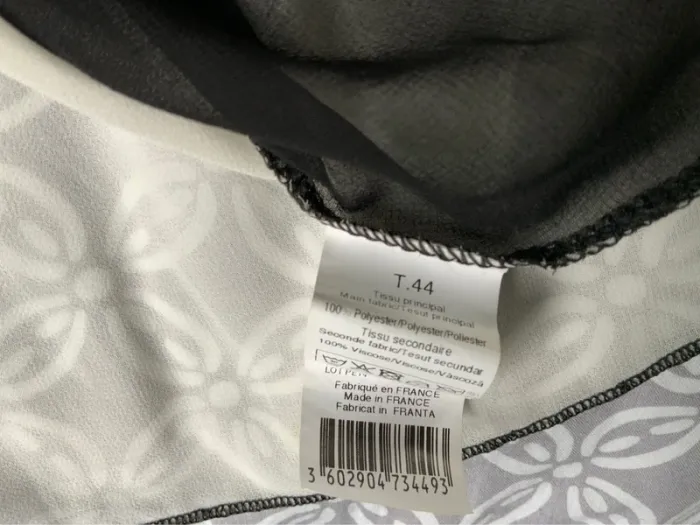 T.44
Tissu principal
Main fabric/Tesut principal
100 Polyester/Polyester/Poliester
Tissu secondaire
Seconde fabric/Tesut secundar
100% Viscose/Viscose/Vâscoză
Fabriqué en FRANCE
Made in FRANCE
Fabricat in FRANTA
3 602904 734493